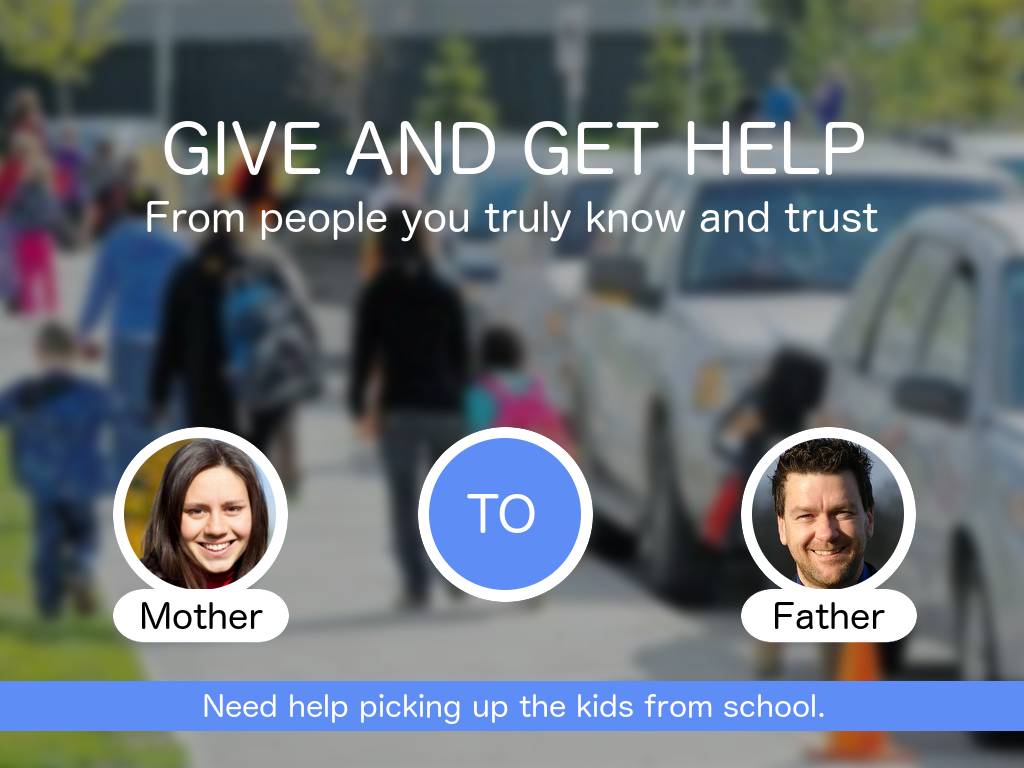 GIVE AND GET HELP
From people you truly know and trust
TO
Mother
Father
Need help picking up the kids from school.